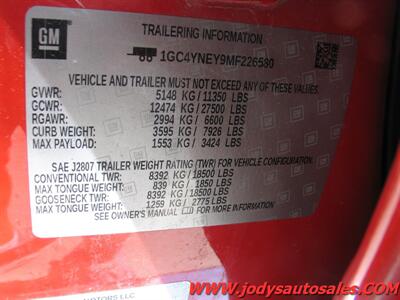 GM
TRAILERING INFORMATION
1GC4YNEY9MF226580
VEHICLE AND TRAILER MUST NOT EXCEED ANY VALUES BELOW
GVWR: 5148 KG / 11350 LBS
GCWR: 12474 KG / 27500 LBS
RGAWR: 2994 KG / 6600 LBS
CURB WEIGHT: 3595 KG / 7926 LBS
MAX PAYLOAD: 1553 KG / 3424 LBS
SAE J2807 TRAILER WEIGHT RATING (TWR) FOR VEHICLE CONFIGURATION.
CONVENTIONAL TWR: 8392 KG / 18500 LBS
MAX TONGUE WEIGHT: 839 KG / 1850 LBS
GOOSENECK TWR: 8392 KG / 18500 LBS
MAX TONGUE WEIGHT: 1259 KG / 2775 LBS
SEE OWNER'S MANUAL FOR MORE INFORMATION
MOTORS LLC
www.jodysautosales.com